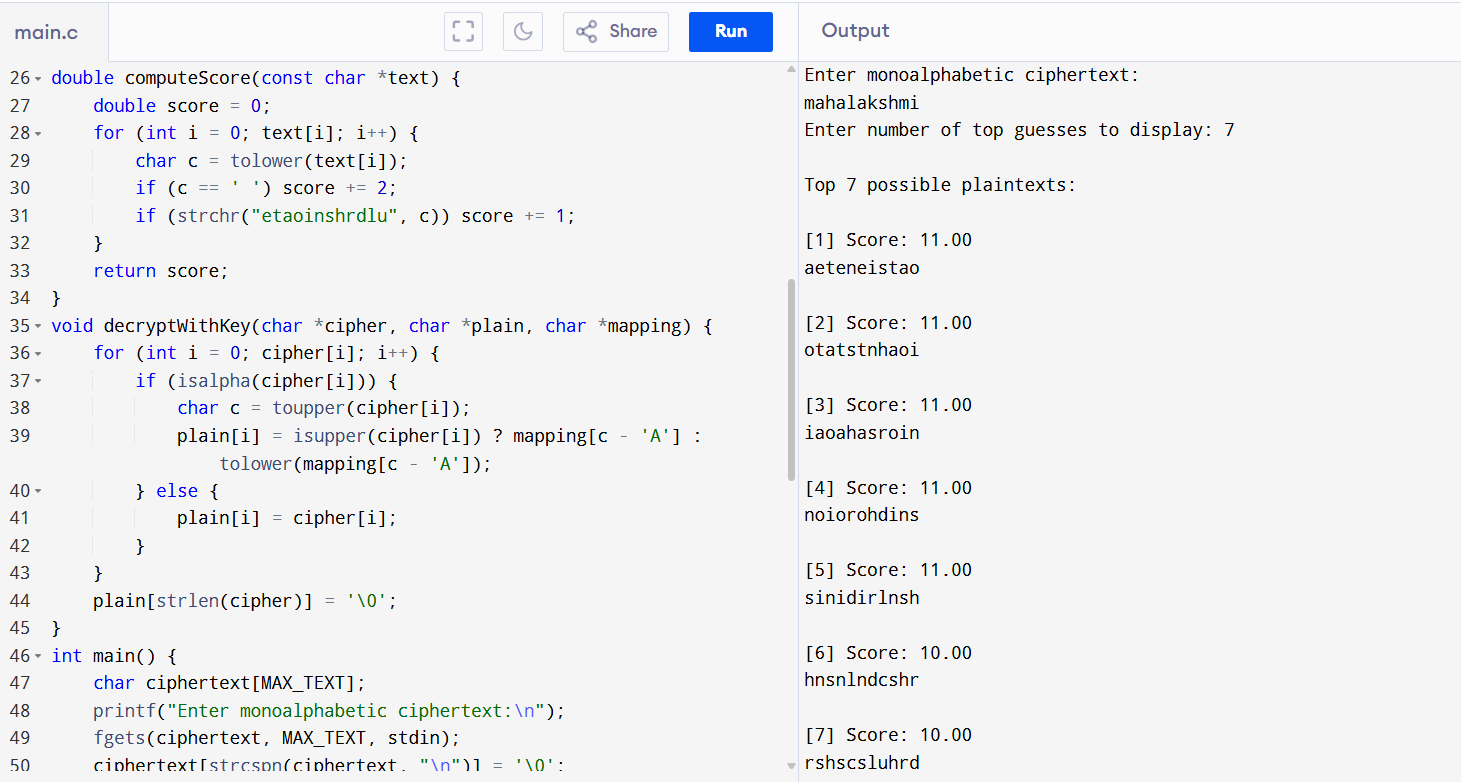 main.c
Share
Run
Output
26 double computeScore(const char *text) {
27     double score = 0;
28     for (int i = 0; text[i]; i++) {
29         char c = tolower(text[i]);
30         if (c == ' ') score += 2;
31         if (strchr("etaoinshrdlu", c)) score += 1;
32     }
33     return score;
34 }
35 void decryptWithKey(char *cipher, char *plain, char *mapping) {
36     for (int i = 0; cipher[i]; i++) {
37         if (isalpha(cipher[i])) {
38             char c = toupper(cipher[i]);
39             plain[i] = isupper(cipher[i]) ? mapping[c - 'A'] :
                tolower(mapping[c - 'A']);
40         } else {
41             plain[i] = cipher[i];
42         }
43     }
44     plain[strlen(cipher)] = '\0';
45 }
46 int main() {
47     char ciphertext[MAX_TEXT];
48     printf("Enter monoalphabetic ciphertext:\n");
49     fgets(ciphertext, MAX_TEXT, stdin);
50     ciphertext[strcspn(ciphertext, "\n")] = '\0';
Enter monoalphabetic ciphertext:
mahalakshmi
Enter number of top guesses to display: 7
Top 7 possible plaintexts:
[1] Score: 11.00
aeteneistao
[2] Score: 11.00
otatstnhaoi
[3] Score: 11.00
iaoahasroin
[4] Score: 11.00
noiorohdins
[5] Score: 11.00
sinidirlnsh
[6] Score: 10.00
hnsnlndcshr
[7] Score: 10.00
rshscsluhrd